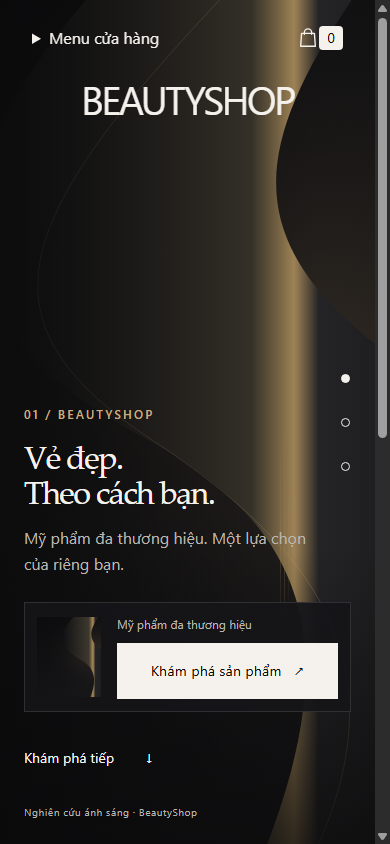 Menu cửa hàng
0
BEAUTYSHOP
01 / BEAUTYSHOP
Vẻ đẹp.
Theo cách bạn.
Mỹ phẩm đa thương hiệu. Một lựa chọn
của riêng bạn.
Mỹ phẩm đa thương hiệu
Khám phá sản phẩm ↗
Khám phá tiếp ↓
Nghiên cứu ánh sáng · BeautyShop